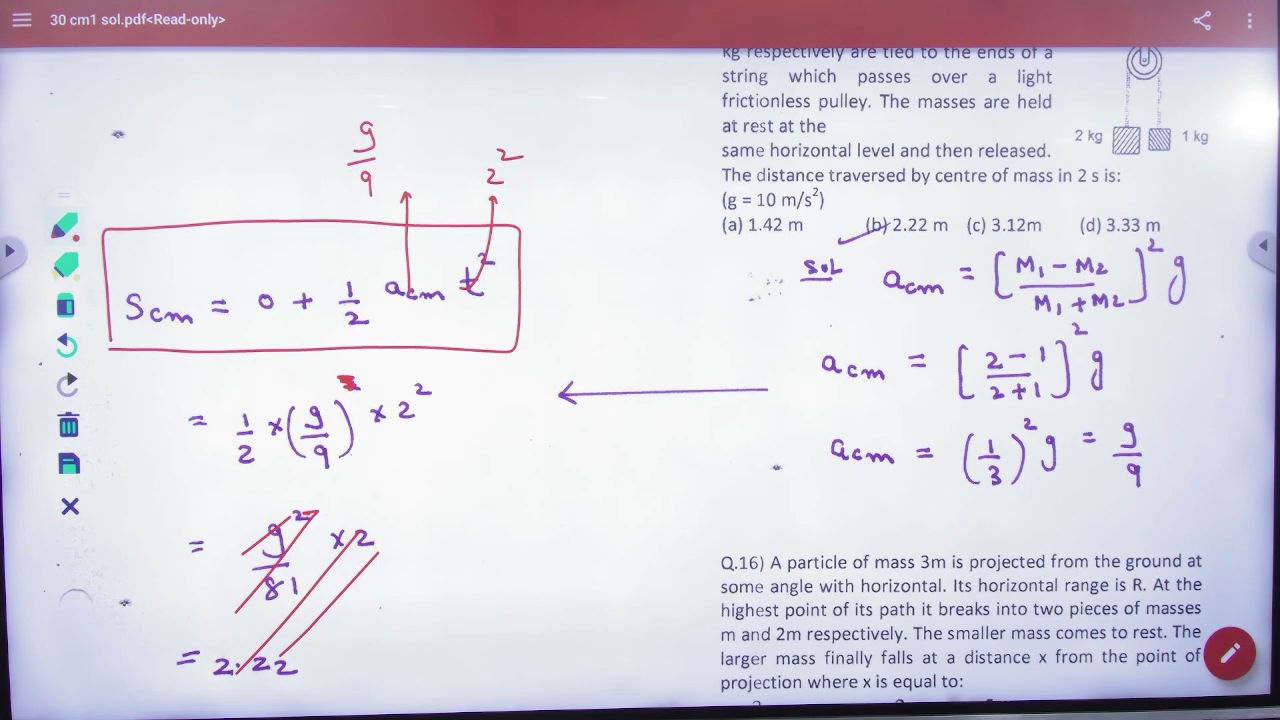 30 cm1 sol.pdf<Read-only>
kg respectively are tied to the ends of a
string which passes over a light
frictionless pulley. The masses are held
at rest at the
same horizontal level and then released.
The distance traversed by centre of mass in 2 s is:
(g = 10 m/s²)
(a) 1.42 m (b) 2.22 m (c) 3.12m (d) 3.33 m
2 kg 1 kg
Sol a_cm = [M₁ - M₂ / M₁ + M₂]² g
a_cm = [2 - 1 / 2 + 1]² g
a_cm = (1/3)² g = g/9
g/9 2²
S_cm = 0 + 1/2 a_cm t²
= 1/2 × (g/9) × 2²
= g²/81 × 2
= 2.22
Q.16) A particle of mass 3m is projected from the ground at
some angle with horizontal. Its horizontal range is R. At the
highest point of its path it breaks into two pieces of masses
m and 2m respectively. The smaller mass comes to rest. The
larger mass finally falls at a distance x from the point of
projection where x is equal to: